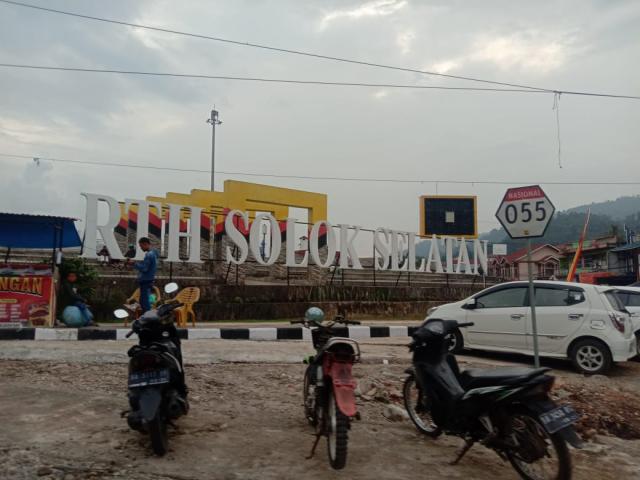 RTH SOLOK SELATAN
NASIONAL
055
NGAN